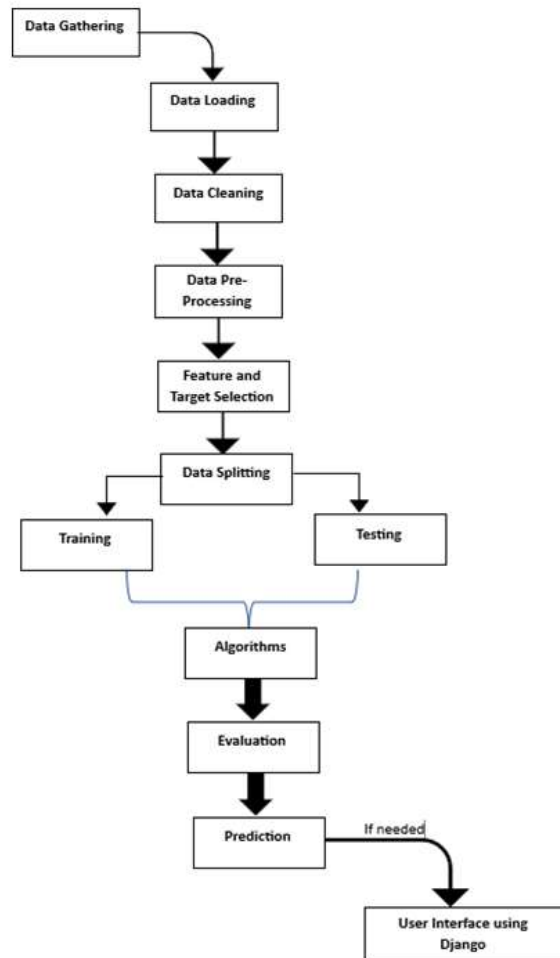 Data Gathering
Data Loading
Data Cleaning
Data Pre-
Processing
Feature and
Target Selection
Data Splitting
Training
Testing
Algorithms
Evaluation
Prediction
If needed
User Interface using
Django